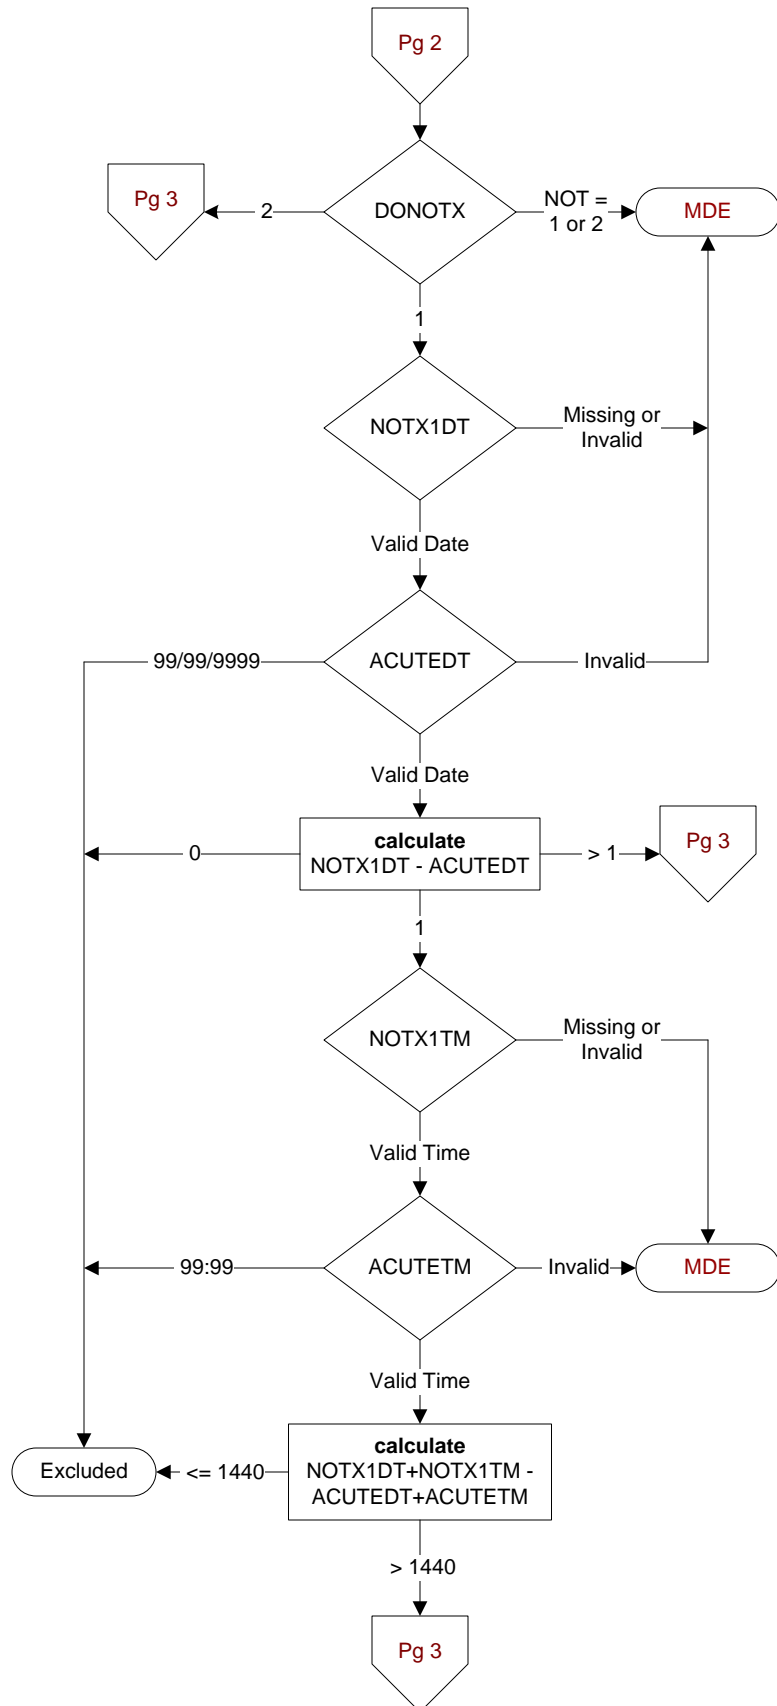 Pg 2
Pg 3
2
DONOTX
NOT =
1 or 2
MDE
1
NOTX1DT
Missing or
Invalid
Valid Date
99/99/9999
ACUTEDT
Invalid
Valid Date
0
calculate
NOTX1DT - ACUTEDT
> 1
Pg 3
1
NOTX1TM
Missing or
Invalid
Valid Time
99:99
ACUTETM
Invalid
MDE
Valid Time
Excluded
<= 1440
calculate
NOTX1DT+NOTX1TM -
ACUTEDT+ACUTETM
> 1440
Pg 3